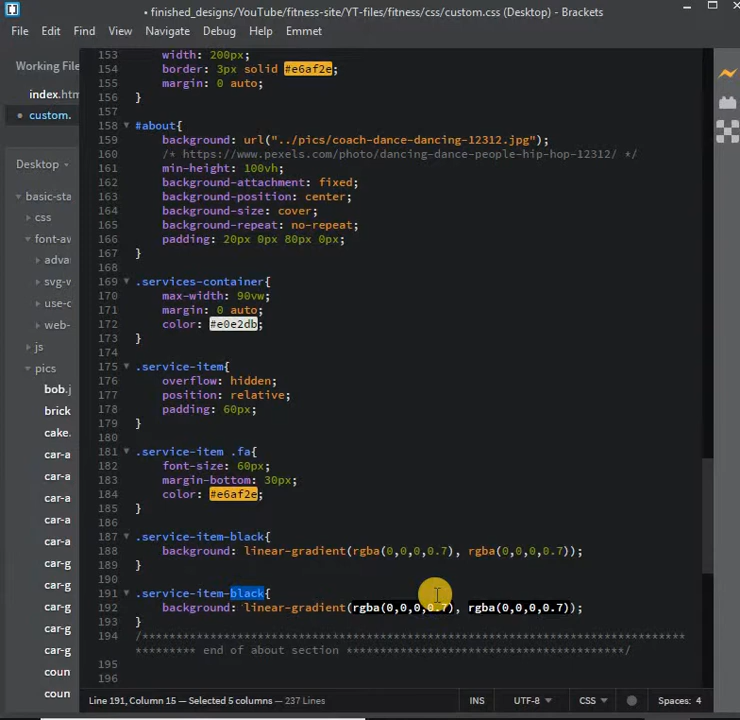 • finished_designs/YouTube/fitness-site/YT-files/fitness/css/custom.css (Desktop) - Brackets
File Edit Find View Navigate Debug Help Emmet
Working File
index.htm
• custom.
Desktop
basic-sta
css
font-aw
adva
svg-v
use-c
web-
js
pics
bob.j
brick
cake.
car-a
car-a
car-a
car-a
car-g
car-g
car-g
car-g
coun
coun
153 width: 200px;
154 border: 3px solid #e6af2e;
155 margin: 0 auto;
156 }
157
158 #about{
159 background: url("../pics/coach-dance-dancing-12312.jpg");
160 /* https://www.pexels.com/photo/dancing-dance-people-hip-hop-12312/ */
161 min-height: 100vh;
162 background-attachment: fixed;
163 background-position: center;
164 background-size: cover;
165 background-repeat: no-repeat;
166 padding: 20px 0px 80px 0px;
167 }
168
169 .services-container{
170 max-width: 90vw;
171 margin: 0 auto;
172 color: #e0e2db;
173 }
174
175 .service-item{
176 overflow: hidden;
177 position: relative;
178 padding: 60px;
179 }
180
181 .service-item .fa{
182 font-size: 60px;
183 margin-bottom: 30px;
184 color: #e6af2e;
185 }
186
187 .service-item-black{
188 background: linear-gradient(rgba(0,0,0,0.7), rgba(0,0,0,0.7));
189 }
190
191 .service-item-black{
192 background: linear-gradient(rgba(0,0,0,0.7), rgba(0,0,0,0.7));
193 }
194 /*******************************************************************************
********* end of about section ****************************************/
195
196
Line 191, Column 15 — Selected 5 columns — 237 Lines INS UTF-8 CSS Spaces: 4